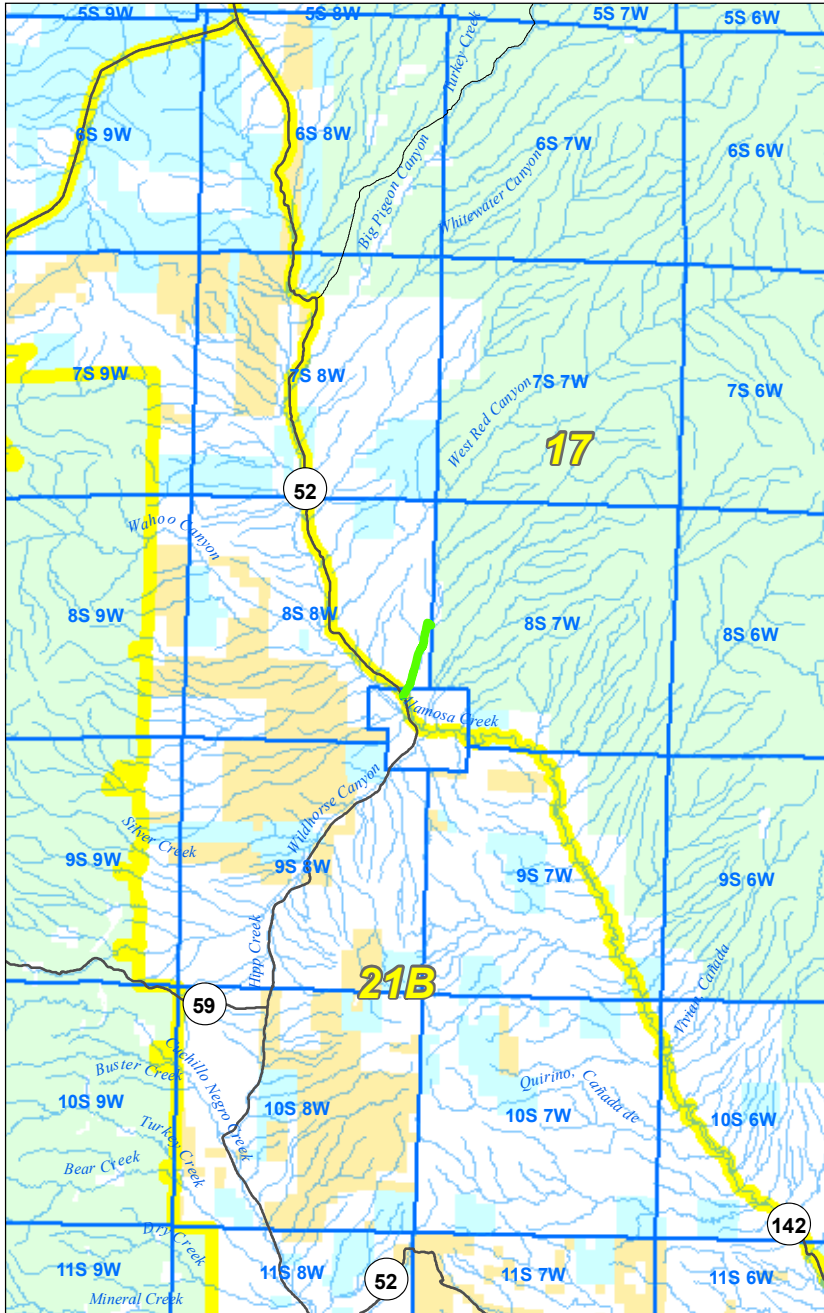 5S 9W
5S 8W
5S 7W
5S 6W
Turkey Creek
6S 9W
6S 8W
6S 7W
6S 6W
Big Pigeon Canyon
Whitewater Canyon
7S 9W
7S 8W
7S 7W
7S 6W
West Red Canyon
17
52
Wahoo Canyon
8S 9W
8S 8W
8S 7W
8S 6W
Alamosa Creek
Wildhorse Canyon
Silver Creek
9S 9W
9S 8W
9S 7W
9S 6W
Hipp Creek
21B
Vivian, Cañada
59
Cuchillo Negro Creek
Buster Creek
Quirino, Cañada de
10S 9W
10S 8W
10S 7W
10S 6W
Turkey Creek
Bear Creek
142
Dry Creek
11S 9W
11S 8W
52
11S 7W
11S 6W
Mineral Creek